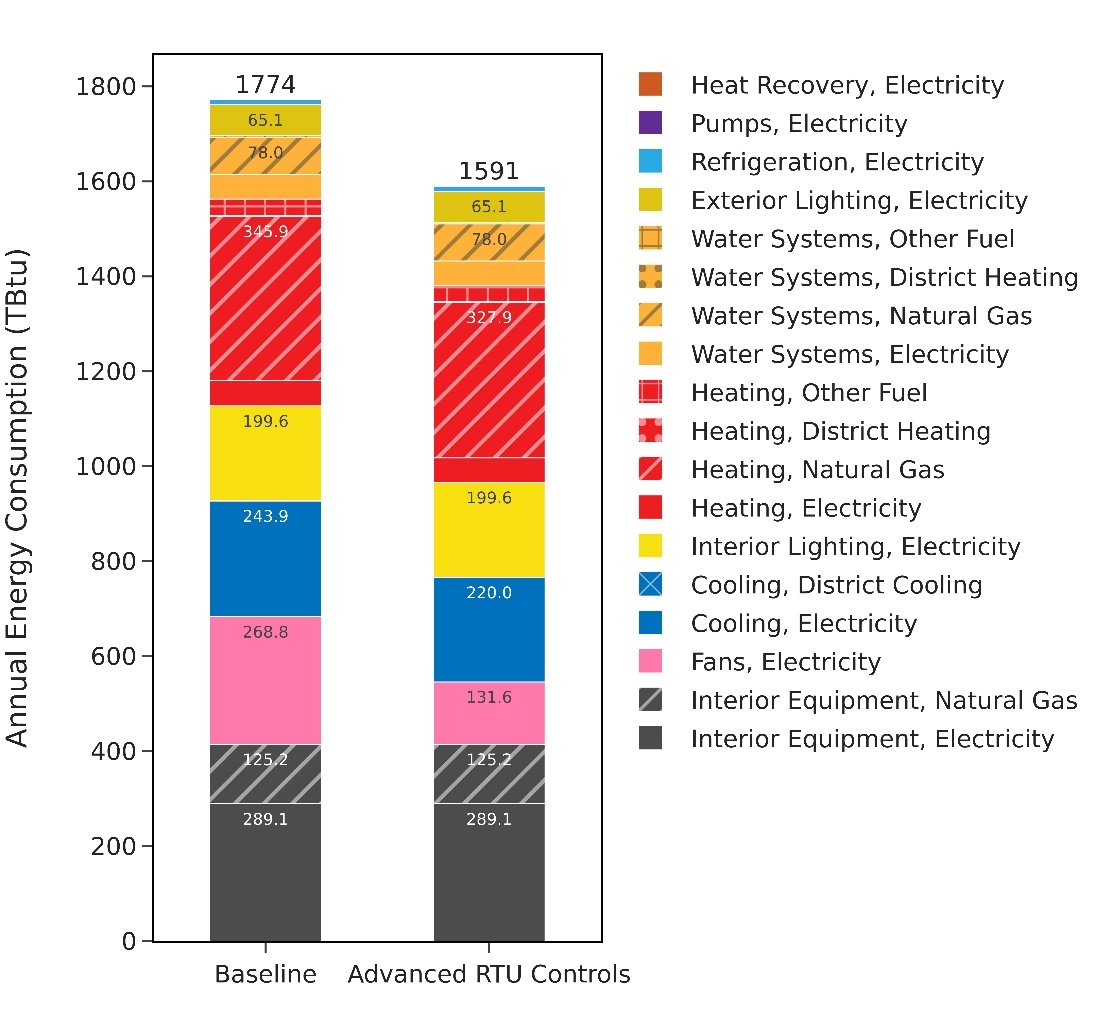 Annual Energy Consumption (TBtu)
1800
1600
1400
1200
1000
800
600
400
200
0
1774
65.1
78.0
345.9
199.6
243.9
268.8
125.2
289.1
Baseline
1591
65.1
78.0
327.9
199.6
220.0
131.6
125.2
289.1
Advanced RTU Controls
Heat Recovery, Electricity
Pumps, Electricity
Refrigeration, Electricity
Exterior Lighting, Electricity
Water Systems, Other Fuel
Water Systems, District Heating
Water Systems, Natural Gas
Water Systems, Electricity
Heating, Other Fuel
Heating, District Heating
Heating, Natural Gas
Heating, Electricity
Interior Lighting, Electricity
Cooling, District Cooling
Cooling, Electricity
Fans, Electricity
Interior Equipment, Natural Gas
Interior Equipment, Electricity